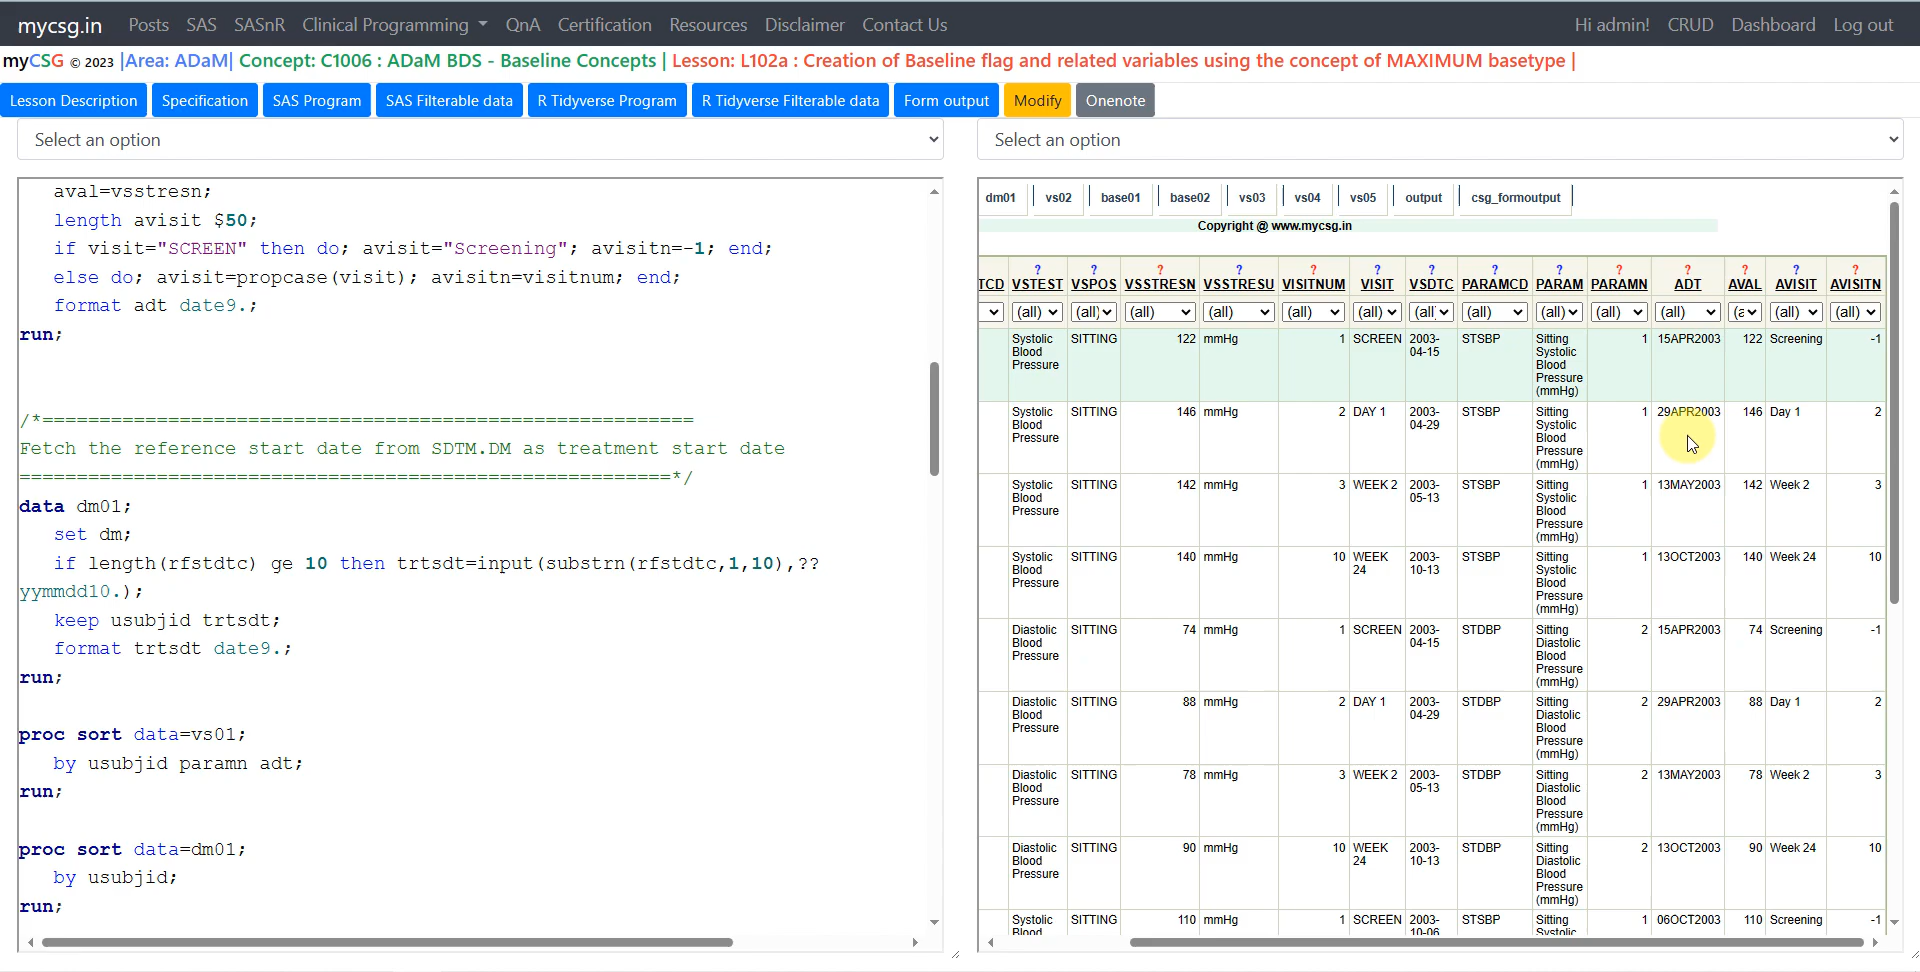 mycsg.in Posts SAS SASnR Clinical Programming QnA Certification Resources Disclaimer Contact Us Hi admin! CRUD Dashboard Log out
myCSG © 2023 |Area: ADaM| Concept: C1006 : ADaM BDS - Baseline Concepts | Lesson: L102a : Creation of Baseline flag and related variables using the concept of MAXIMUM basetype |
Lesson Description Specification SAS Program SAS Filterable data R Tidyverse Program R Tidyverse Filterable data Form output Modify Onenote
Select an option
aval=vsstresn;
length avisit $50;
if visit="SCREEN" then do; avisit="Screening"; avisitn=-1; end;
else do; avisit=propcase(visit); avisitn=visitnum; end;
format adt date9.;
run;
/*=========================================================
Fetch the reference start date from SDTM.DM as treatment start date
=========================================================*/
data dm01;
set dm;
if length(rfstdtc) ge 10 then trtsdt=input(substrn(rfstdtc,1,10),??
yymmdd10.);
keep usubjid trtsdt;
format trtsdt date9.;
run;
proc sort data=vs01;
by usubjid paramn adt;
run;
proc sort data=dm01;
by usubjid;
run;
Select an option
dm01 vs02 base01 base02 vs03 vs04 vs05 output csg_formoutput
Copyright @ www.mycsg.in
? ? ? ? ? ? ? ? ? ? ? ? ? ?
TCD VSTEST VSPOS VSSTRESN VSSTRESU VISITNUM VISIT VSDTC PARAMCD PARAM PARAMN ADT AVAL AVISIT AVISITN
(all) (all) (all) (all) (all) (all) (all) (all) (all) (all) (all) (a (all) (all)
Systolic SITTING 122 mmHg 1 SCREEN 2003- STSBP Sitting 1 15APR2003 122 Screening -1
Blood 04-15 Systolic
Pressure Blood
Pressure
(mmHg)
Systolic SITTING 146 mmHg 2 DAY 1 2003- STSBP Sitting 1 29APR2003 146 Day 1 2
Blood 04-29 Systolic
Pressure Blood
Pressure
(mmHg)
Systolic SITTING 142 mmHg 3 WEEK 2 2003- STSBP Sitting 1 13MAY2003 142 Week 2 3
Blood 05-13 Systolic
Pressure Blood
Pressure
(mmHg)
Systolic SITTING 140 mmHg 10 WEEK 2003- STSBP Sitting 1 13OCT2003 140 Week 24 10
Blood 24 10-13 Systolic
Pressure Blood
Pressure
(mmHg)
Diastolic SITTING 74 mmHg 1 SCREEN 2003- STDBP Sitting 2 15APR2003 74 Screening -1
Blood 04-15 Diastolic
Pressure Blood
Pressure
(mmHg)
Diastolic SITTING 88 mmHg 2 DAY 1 2003- STDBP Sitting 2 29APR2003 88 Day 1 2
Blood 04-29 Diastolic
Pressure Blood
Pressure
(mmHg)
Diastolic SITTING 78 mmHg 3 WEEK 2 2003- STDBP Sitting 2 13MAY2003 78 Week 2 3
Blood 05-13 Diastolic
Pressure Blood
Pressure
(mmHg)
Diastolic SITTING 90 mmHg 10 WEEK 2003- STDBP Sitting 2 13OCT2003 90 Week 24 10
Blood 24 10-13 Diastolic
Pressure Blood
Pressure
(mmHg)
Systolic SITTING 110 mmHg 1 SCREEN 2003- STSBP Sitting 1 06OCT2003 110 Screening -1
Blood 10-06 Systolic